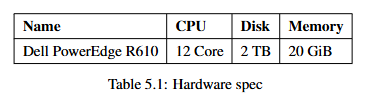 Name CPU Disk Memory
Dell PowerEdge R610 12 Core 2 TB 20 GiB
Table 5.1: Hardware spec